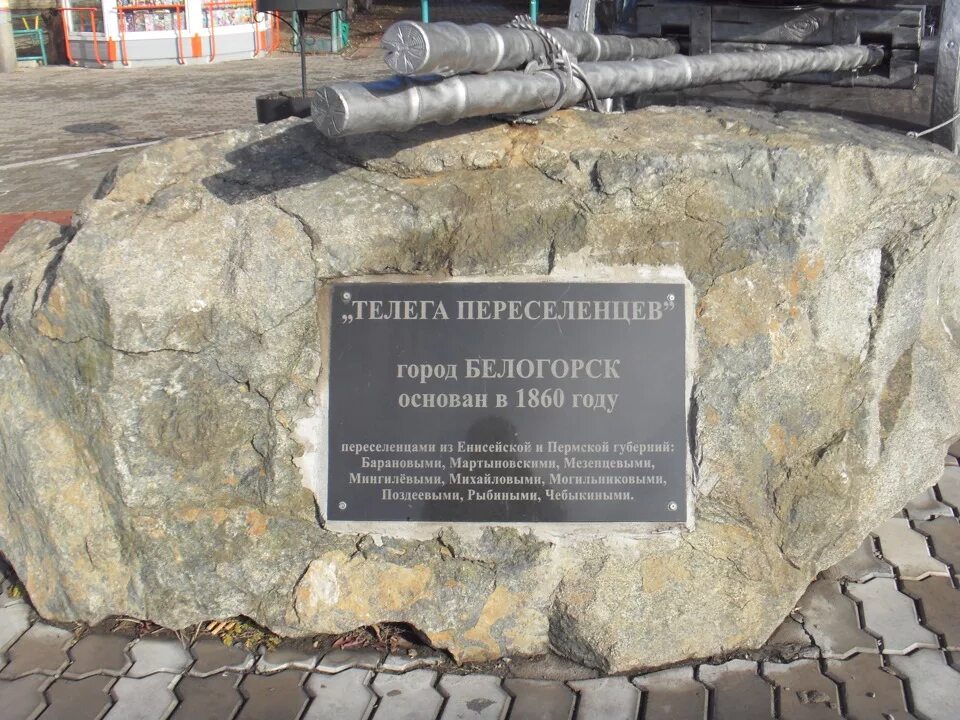 „ТЕЛЕГА ПЕРЕСЕЛЕНЦЕВ”
город БЕЛОГОРСК
основан в 1860 году
переселенцами из Енисейской и Пермской губерний:
Барановыми, Мартыновскими, Мезенцевыми,
Мингилёвыми, Михайловыми, Могильниковыми,
Поздеевыми, Рыбиными, Чебыкиными.